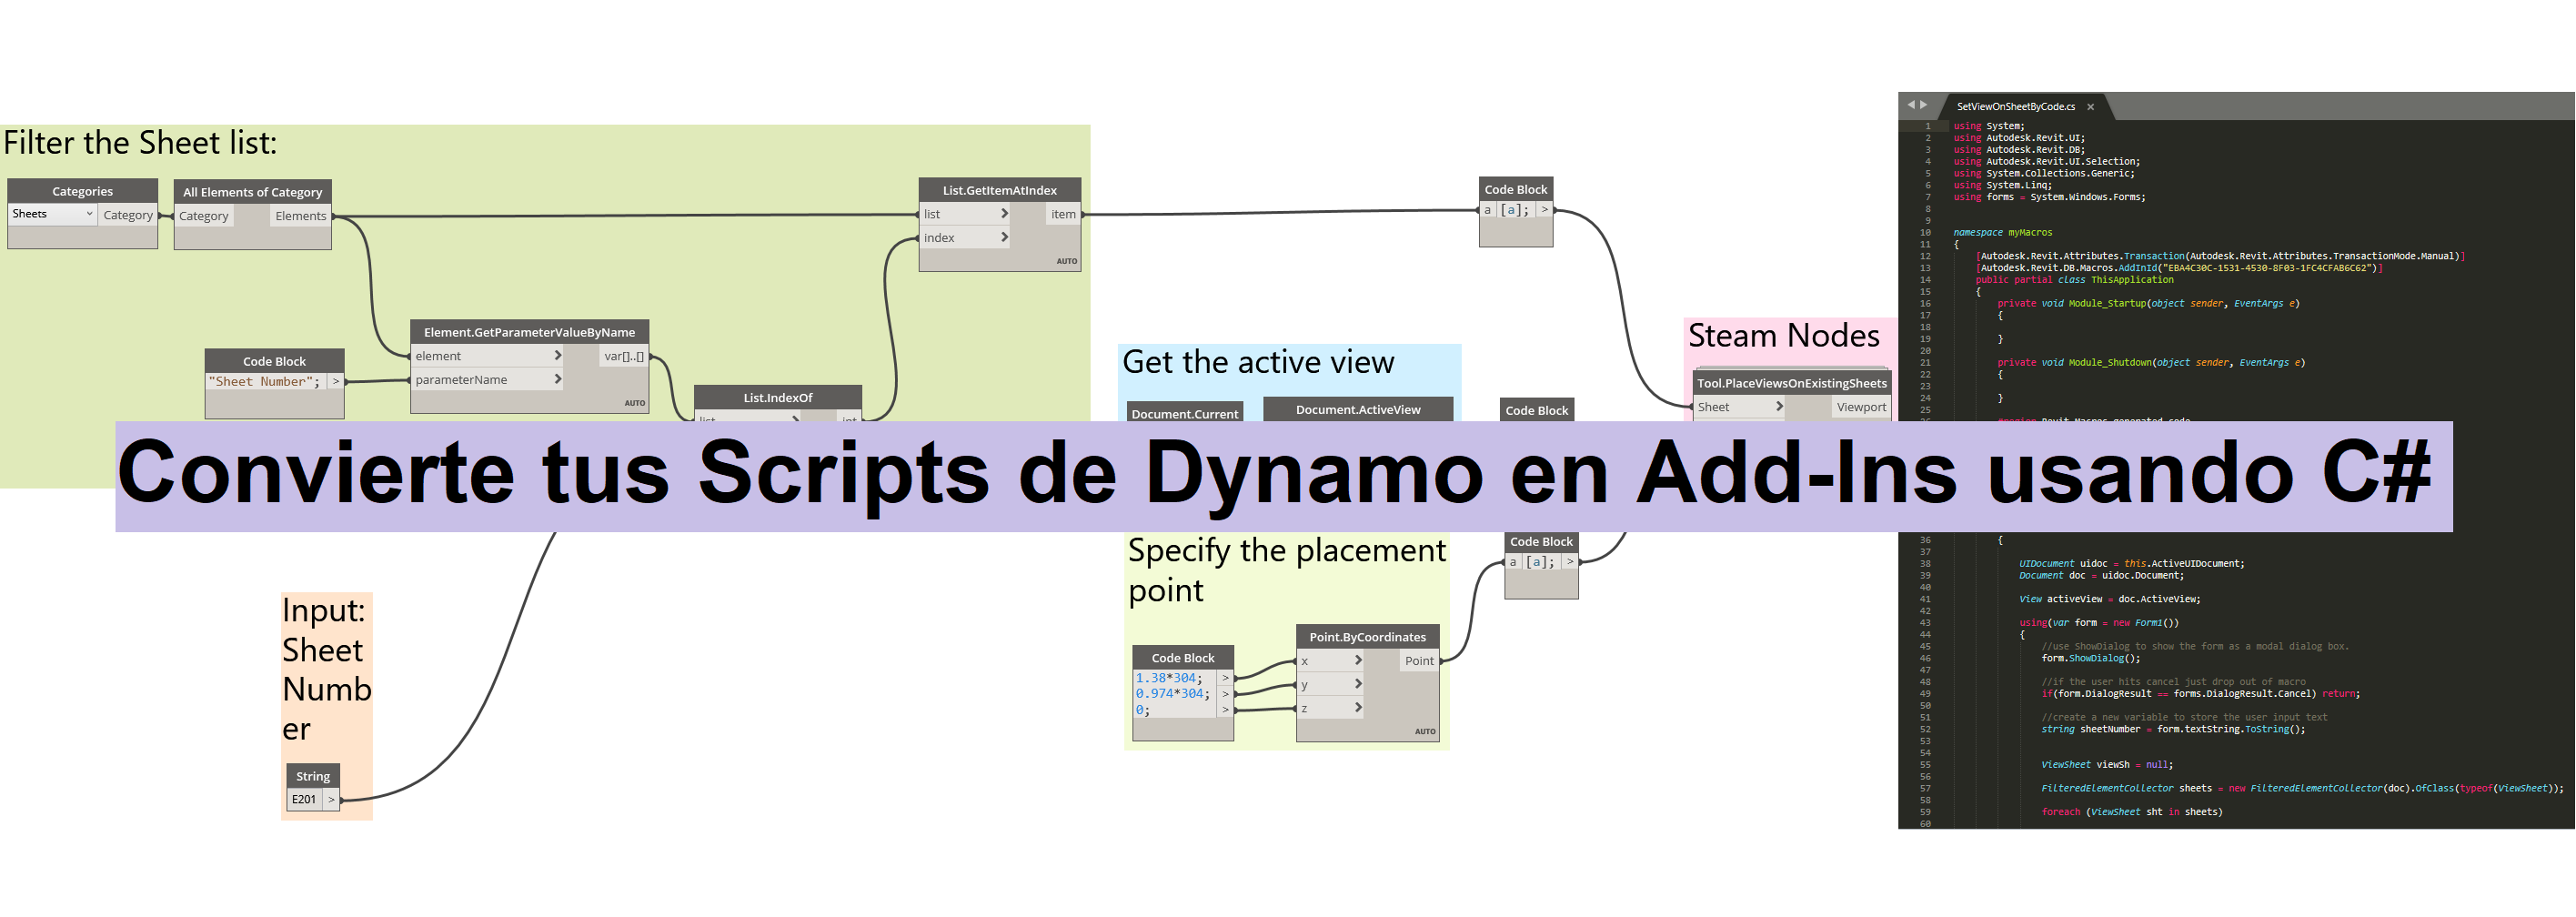 Filter the Sheet list:
Categories
Sheets
Category
All Elements of Category
Category
Elements
List.GetItemAtIndex
list >
item
index >
AUTO
Code Block
"Sheet Number"; >
Element.GetParameterValueByName
element >
var[]..[]
parameterName >
AUTO
List.IndexOf
Code Block
a [a]; >
Get the active view
Document.Current
Document.ActiveView
Code Block
Steam Nodes
Tool.PlaceViewsOnExistingSheets
Sheet >
Viewport
Convierte tus Scripts de Dynamo en Add-Ins usando C#
Input:
Sheet
Numb
er
String
E201 >
Specify the placement
point
Code Block
1.38*304; >
0.974*304; >
0; >
Point.ByCoordinates
x >
Point
y >
z >
AUTO
Code Block
a [a]; >
SetViewOnSheetByCode.cs ×
1 using System;
2 using Autodesk.Revit.UI;
3 using Autodesk.Revit.DB;
4 using Autodesk.Revit.UI.Selection;
5 using System.Collections.Generic;
6 using System.Linq;
7 using forms = System.Windows.Forms;
8
9
10 namespace myMacros
11 {
12 [Autodesk.Revit.Attributes.Transaction(Autodesk.Revit.Attributes.TransactionMode.Manual)]
13 [Autodesk.Revit.DB.Macros.AddInId("EBA4C30C-1531-4530-8F03-1FC4CFAB6C62")]
14 public partial class ThisApplication
15 {
16 private void Module_Startup(object sender, EventArgs e)
17 {
18
19 }
20
21 private void Module_Shutdown(object sender, EventArgs e)
22 {
23
24 }
25
36 {
37
38 UIDocument uidoc = this.ActiveUIDocument;
39 Document doc = uidoc.Document;
40
41 View activeView = doc.ActiveView;
42
43 using(var form = new Form1())
44 {
45 //use ShowDialog to show the form as a modal dialog box.
46 form.ShowDialog();
47
48 //if the user hits cancel just drop out of macro
49 if(form.DialogResult == forms.DialogResult.Cancel) return;
50
51 //create a new variable to store the user input text
52 string sheetNumber = form.textString.ToString();
53
54
55 ViewSheet viewSh = null;
56
57 FilteredElementCollector sheets = new FilteredElementCollector(doc).OfClass(typeof(ViewSheet));
58
59 foreach (ViewSheet sht in sheets)
60